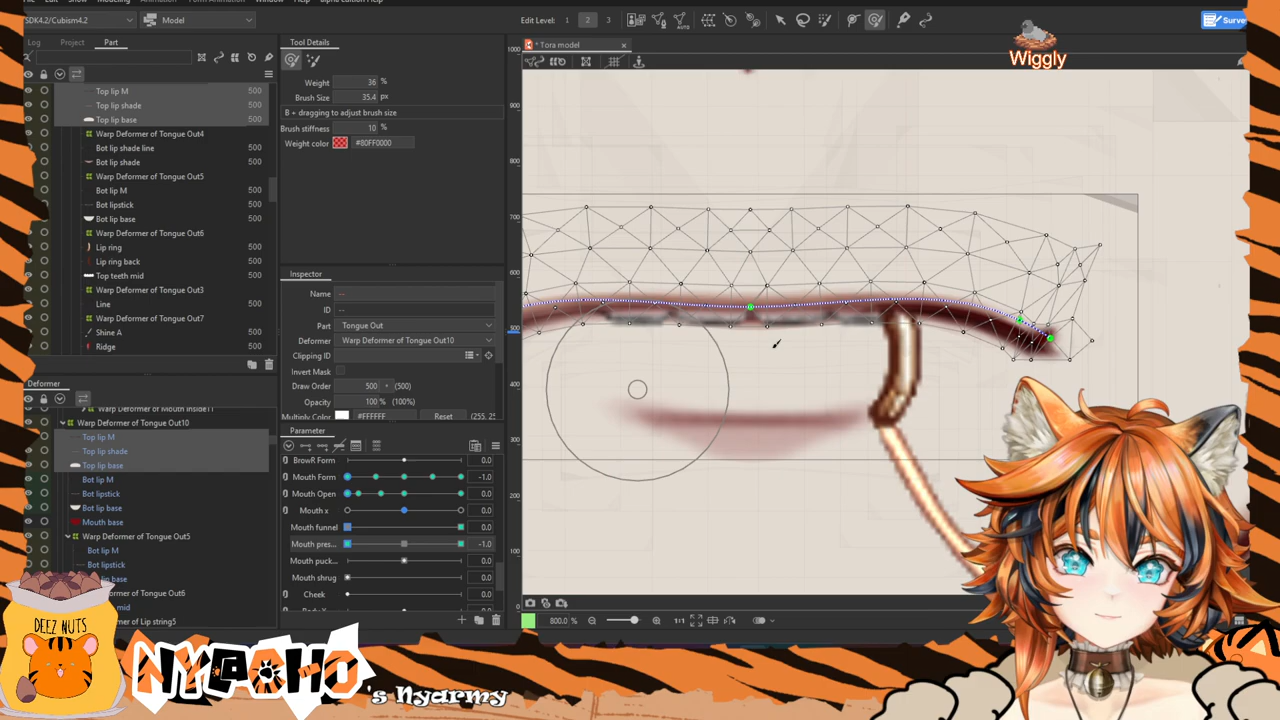 SDK4.2/Cubism4.2
Model
Edit Level: 1 2 3
Surve
Log Project Part
Tool Details
* Tora model
Wiggly
Weight 36 %
Brush Size 35.4 px
B + dragging to adjust brush size
Brush stiffness 10 %
Weight color #80FF0000
Top lip M 500
Top lip shade 500
Top lip base 500
Warp Deformer of Tongue Out4
Bot lip shade line 500
Bot lip shade 500
Warp Deformer of Tongue Out5
Bot lip M 500
Bot lipstick 500
Bot lip base 500
Warp Deformer of Tongue Out6
Lip ring 500
Lip ring back 500
Top teeth mid 500
Warp Deformer of Tongue Out3
Line 500
Warp Deformer of Tongue Out7
Shine A 500
Ridge 500
Inspector
Name --
ID --
Part Tongue Out
Deformer Warp Deformer of Tongue Out10
Clipping ID
Invert Mask
Draw Order 500 (500)
Opacity 100 % (100%)
Multiply Color #FFFFFF Reset
Deformer
Warp Deformer of Mouth Inside11
Warp Deformer of Tongue Out10
Top lip M
Top lip shade
Top lip base
Bot lip M
Bot lipstick
Bot lip base
Mouth base
Warp Deformer of Tongue Out5
Bot lip M
Bot lipstick
Parameter
BrowR Form 0.0
Mouth Form -1.0
Mouth Open 0.0
Mouth x 0.0
Mouth funnel 0.0
Mouth pres... -1.0
Mouth puck... 0.0
Mouth shrug 0.0
Cheek 0.0
1000
900
800
700
600
500
400
300
200
100
0
800.0 %
1:1
DEEZ NUTS
NYACHO
's Nyarmy